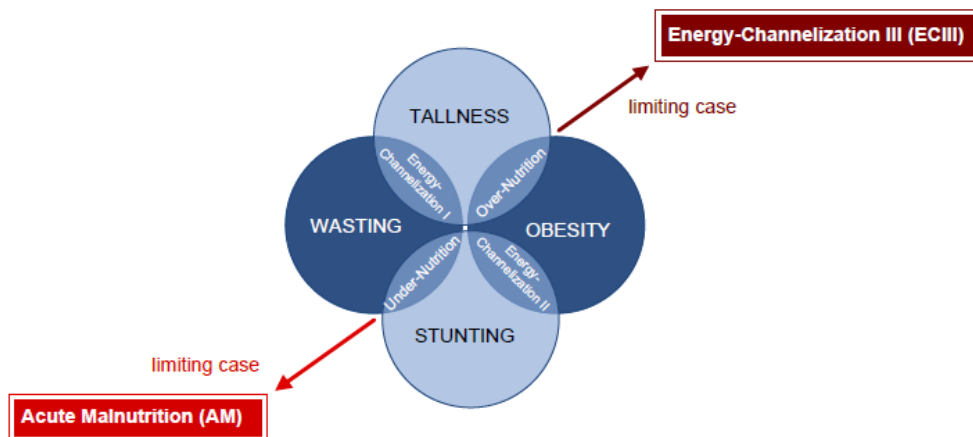 Energy-Channelization III (ECIII)
limiting case
TALLNESS
Energy-
Channelization I
Over-Nutrition
WASTING
OBESITY
Under-Nutrition
Energy-
Channelization II
STUNTING
limiting case
Acute Malnutrition (AM)